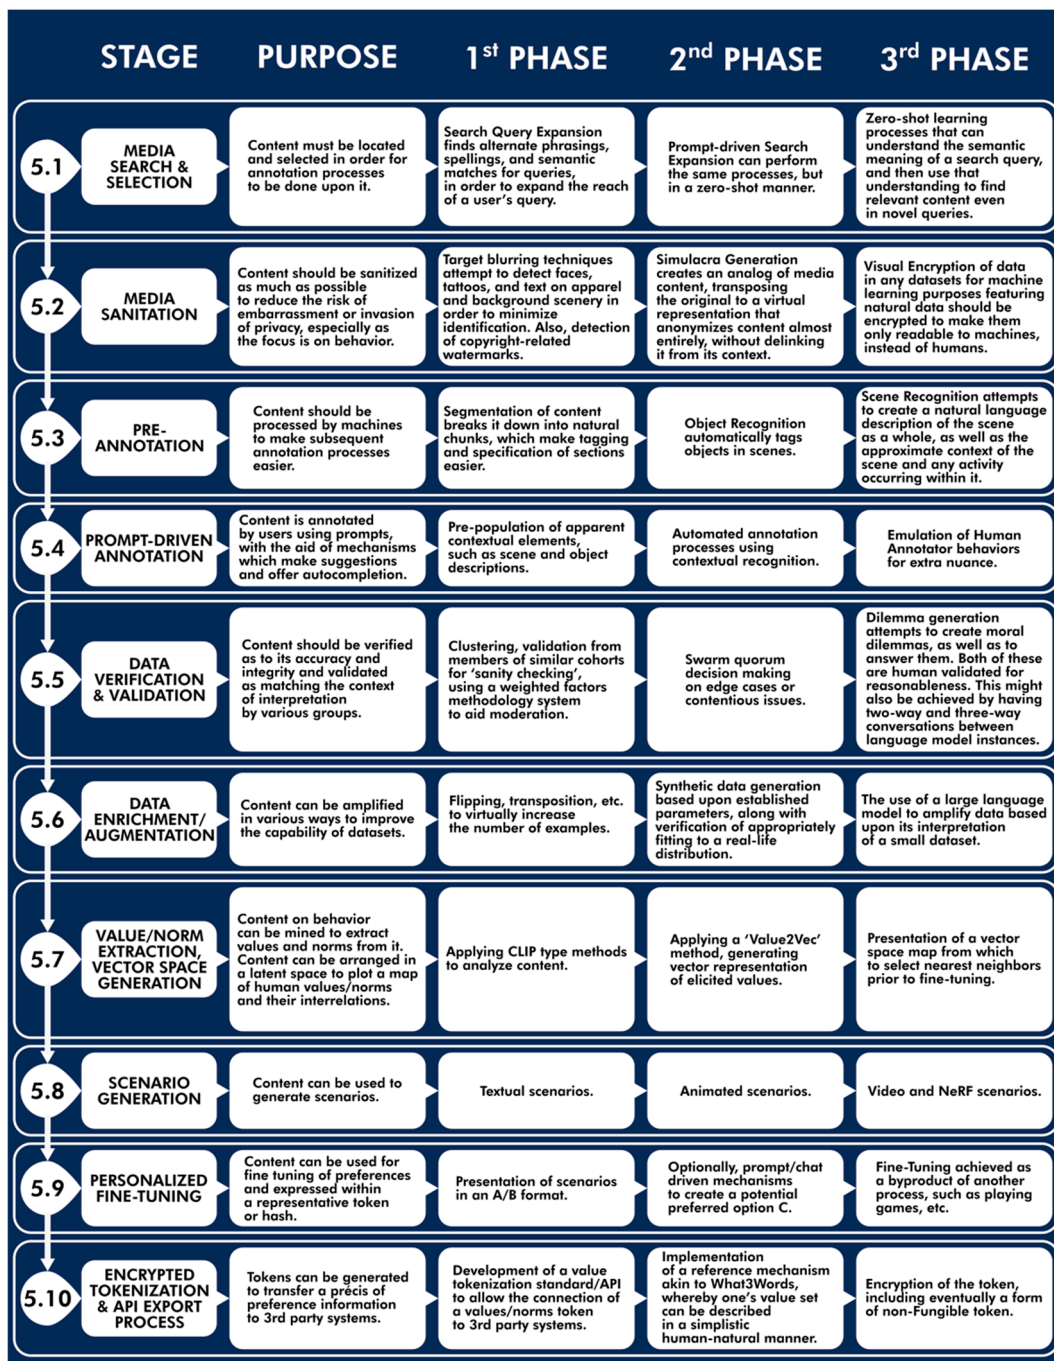 STAGE PURPOSE 1st PHASE 2nd PHASE 3rd PHASE
5.1
MEDIA
SEARCH &
SELECTION
Content must be located
and selected in order for
annotation processes
to be done upon it.
Search Query Expansion
finds alternate phrasings,
spellings, and semantic
matches for queries,
in order to expand the reach
of a user's query.
Prompt-driven Search
Expansion can perform
the same processes, but
in a zero-shot manner.
Zero-shot learning
processes that can
understand the semantic
meaning of a search query,
and then use that
understanding to find
relevant content even
in novel queries.
5.2
MEDIA
SANITATION
Content should be sanitized
as much as possible
to reduce the risk of
embarrassment or invasion
of privacy, especially as
the focus is on behavior.
Target blurring techniques
attempt to detect faces,
tattoos, and text on apparel
and background scenery in
order to minimize
identification. Also, detection
of copyright-related
watermarks.
Simulacra Generation
creates an analog of media
content, transposing
the original to a virtual
representation that
anonymizes content almost
entirely, without delinking
it from its context.
Visual Encryption of data
in any datasets for machine
learning purposes featuring
natural data should be
encrypted to make them
only readable to machines,
instead of humans.
5.3
PRE-
ANNOTATION
Content should be
processed by machines
to make subsequent
annotation processes
easier.
Segmentation of content
breaks it down into natural
chunks, which make tagging
and specification of sections
easier.
Object Recognition
automatically tags
objects in scenes.
Scene Recognition attempts
to create a natural language
description of the scene
as a whole, as well as the
approximate context of the
scene and any activity
occurring within it.
5.4
PROMPT-DRIVEN
ANNOTATION
Content is annotated
by users using prompts,
with the aid of mechanisms
which make suggestions
and offer autocompletion.
Pre-population of apparent
contextual elements,
such as scene and object
descriptions.
Automated annotation
processes using
contextual recognition.
Emulation of Human
Annotator behaviors
for extra nuance.
5.5
DATA
VERIFICATION
& VALIDATION
Content should be verified
as to its accuracy and
integrity and validated
as matching the context
of interpretation
by various groups.
Clustering, validation from
members of similar cohorts
for 'sanity checking',
using a weighted factors
methodology system
to aid moderation.
Swarm quorum
decision making
on edge cases or
contentious issues.
Dilemma generation
attempts to create moral
dilemmas, as well as to
answer them. Both of these
are human validated for
reasonableness. This might
also be achieved by having
two-way and three-way
conversations between
language model instances.
5.6
DATA
ENRICHMENT/
AUGMENTATION
Content can be amplified
in various ways to improve
the capability of datasets.
Flipping, transposition, etc.
to virtually increase
the number of examples.
Synthetic data generation
based upon established
parameters, along with
verification of appropriately
fitting to a real-life
distribution.
The use of a large language
model to amplify data based
upon its interpretation
of a small dataset.
5.7
VALUE/NORM
EXTRACTION,
VECTOR SPACE
GENERATION
Content on behavior
can be mined to extract
values and norms from it.
Content can be arranged in
a latent space to plot a map
of human values/norms
and their interrelations.
Applying CLIP type methods
to analyze content.
Applying a 'Value2Vec'
method, generating
vector representation
of elicited values.
Presentation of a vector
space map from which
to select nearest neighbors
prior to fine-tuning.
5.8
SCENARIO
GENERATION
Content can be used to
generate scenarios.
Textual scenarios.
Animated scenarios.
Video and NeRF scenarios.
5.9
PERSONALIZED
FINE-TUNING
Content can be used for
fine tuning of preferences
and expressed within
a representative token
or hash.
Presentation of scenarios
in an A/B format.
Optionally, prompt/chat
driven mechanisms
to create a potential
preferred option C.
Fine-Tuning achieved as
a byproduct of another
process, such as playing
games, etc.
5.10
ENCRYPTED
TOKENIZATION
& API EXPORT
PROCESS
Tokens can be generated
to transfer a précis of
preference information
to 3rd party systems.
Development of a value
tokenization standard/API
to allow the connection of
a values/norms token
to 3rd party systems.
Implementation
of a reference mechanism
akin to What3Words,
whereby one's value set
can be described
in a simplistic
human-natural manner.
Encryption of the token,
including eventually a form
of non-Fungible token.